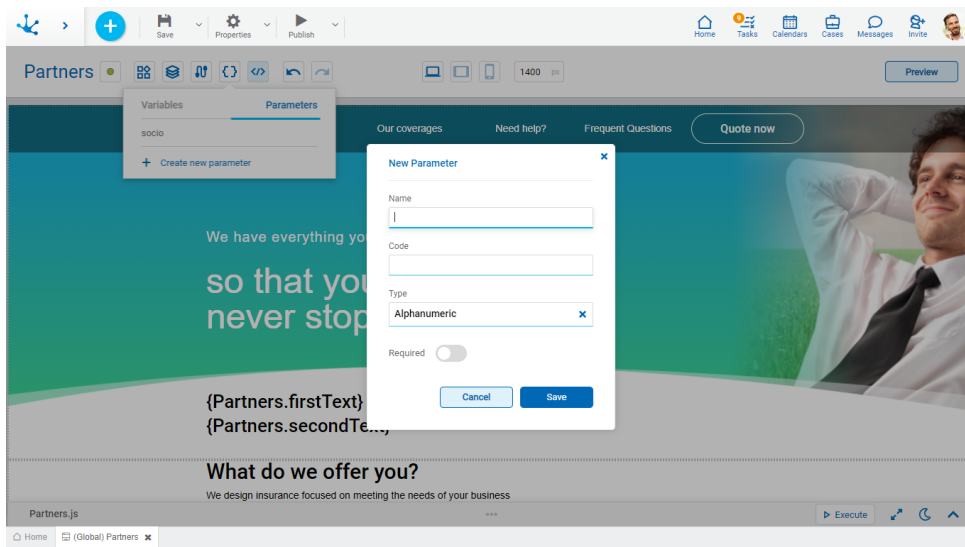 Save
Properties
Publish
Home
9
Tasks
Calendars
Cases
Messages
Invite
Partners
1400 px
Preview
Variables
Parameters
socio
+ Create new parameter
Our coverages
Need help?
Frequent Questions
Quote now
New Parameter
Name
Code
Type
Alphanumeric
Required
Cancel
Save
We have everything you
so that you
never stop
{Partners.firstText}
{Partners.secondText}
What do we offer you?
We design insurance focused on meeting the needs of your business
Partners.js
Execute
Home
(Global) Partners